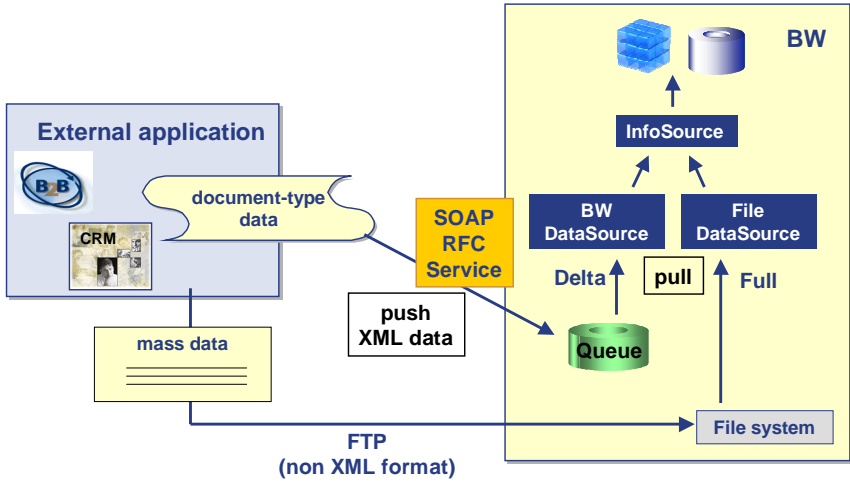 BW
External application
B2B
CRM
document-type
data
SOAP
RFC
Service
InfoSource
BW
DataSource
File
DataSource
Delta
pull
Full
push
XML data
Queue
mass data
File system
FTP
(non XML format)